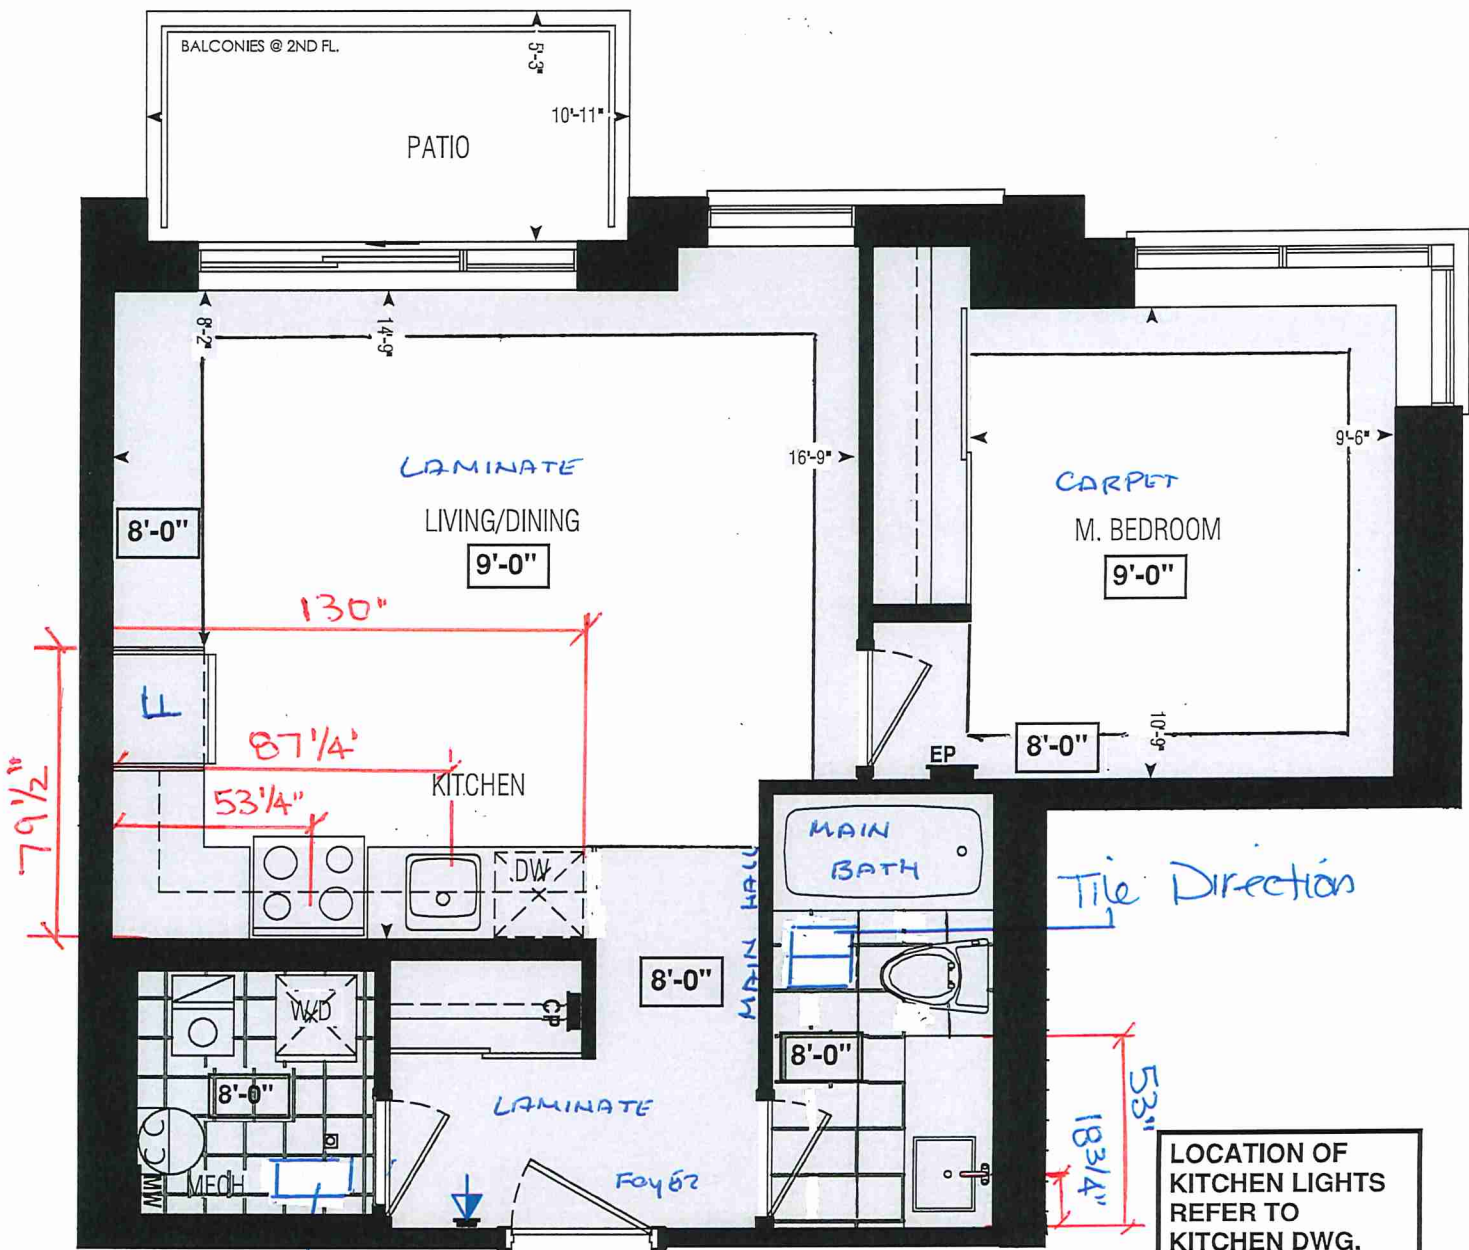 BALCONIES @ 2ND FL.
5'-3"
10'-11"
PATIO
8'-2"
14'-9"
LAMINATE
16'-9"
LIVING/DINING
8'-0"
9'-0"
CARPET
9'-6"
M. BEDROOM
9'-0"
130"
F
87 1/4"
KITCHEN
79 1/2"
53 1/4"
DW
EP
8'-0"
10'-9"
MAIN
BATH
MAIN HALL
Tile Direction
8'-0"
W/D
CP
8'-0"
8'-0"
LAMINATE
FOYER
MECH
53"
18 3/4"
LOCATION OF
KITCHEN LIGHTS
REFER TO
KITCHEN DWG.